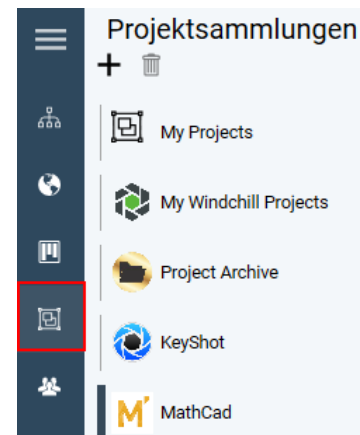 Projektsammlungen
My Projects
My Windchill Projects
Project Archive
KeyShot
M´ MathCad